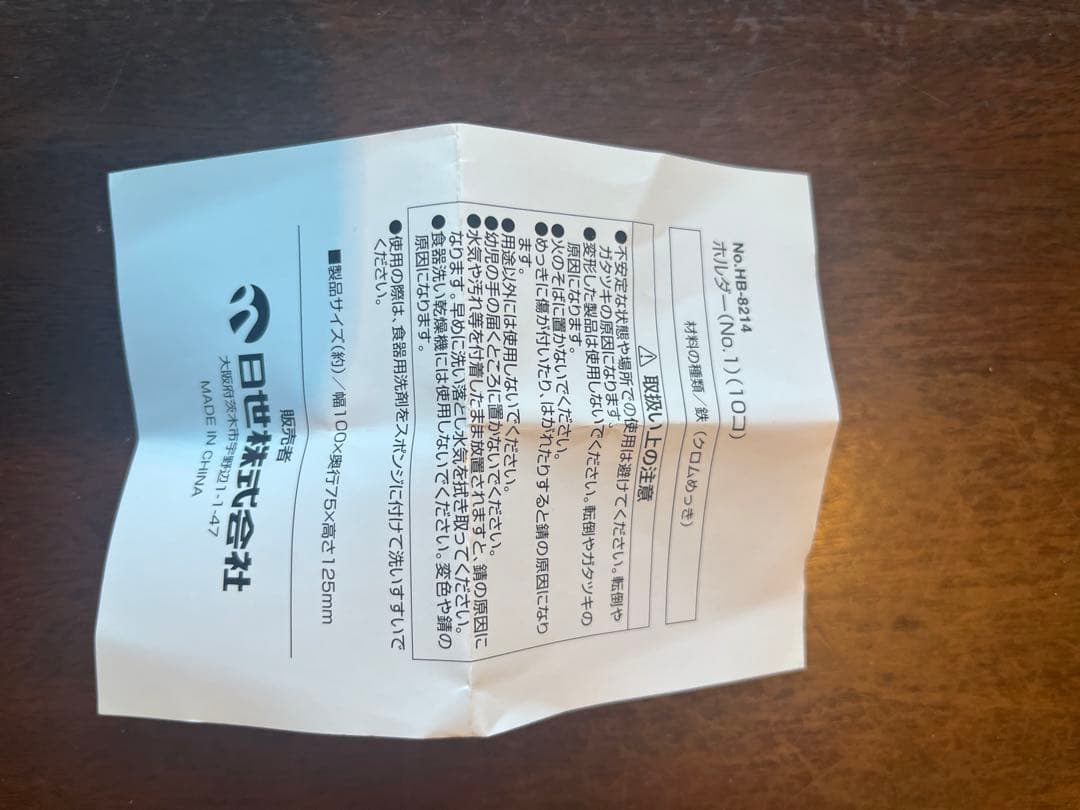 No.HB-8214
ホルダー(No.1)(10コ)
材料の種類/鉄(クロムめっき)
⚠ 取扱い上の注意
●不安定な状態や場所での使用は避けてください。転倒や
ガタツキの原因になります。
●変形した製品は使用しないでください。転倒やガタツキの
原因になります。
●火のそばに置かないでください。
●めっきに傷が付いたり、はがれたりすると錆の原因になり
ます。
●用途以外には使用しないでください。
●幼児の手の届くところに置かないでください。
●水気や汚れ等を付着したまま放置されますと、錆の原因に
なります。早めに洗い落とし水気を拭き取ってください。
●食器洗い乾燥機には使用しないでください。変色や錆の
原因になります。
●使用の際は、食器用洗剤をスポンジに付けて洗いすすいで
ください。
■製品サイズ(約)/幅100×奥行75×高さ125mm
販売者
日世株式会社
大阪府茨木市宇野辺1-1-47
MADE IN CHINA